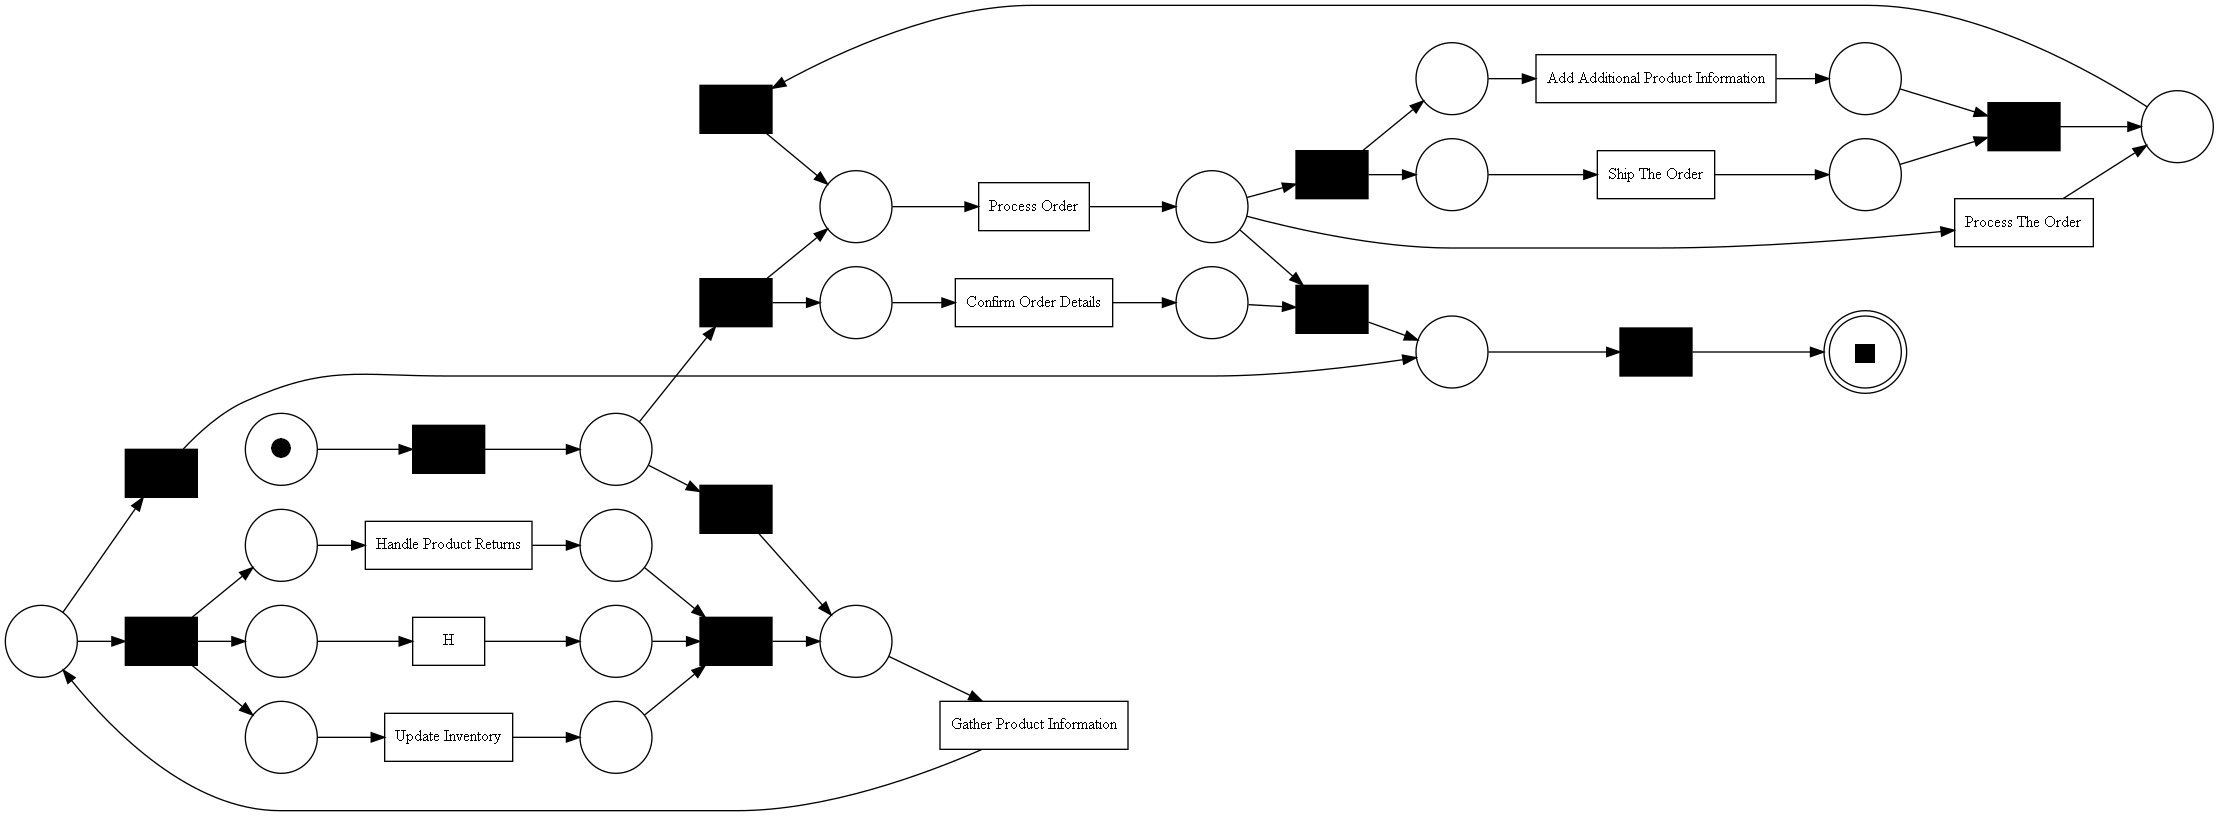 Add Additional Product Information
Ship The Order
Process Order
Process The Order
Confirm Order Details
Handle Product Returns
H
Gather Product Information
Update Inventory